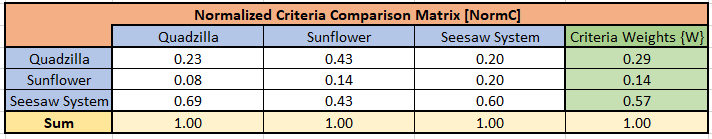 Normalized Criteria Comparison Matrix [NormC]
Quadzilla Sunflower Seesaw System Criteria Weights {W}
Quadzilla 0.23 0.43 0.20 0.29
Sunflower 0.08 0.14 0.20 0.14
Seesaw System 0.69 0.43 0.60 0.57
Sum 1.00 1.00 1.00 1.00